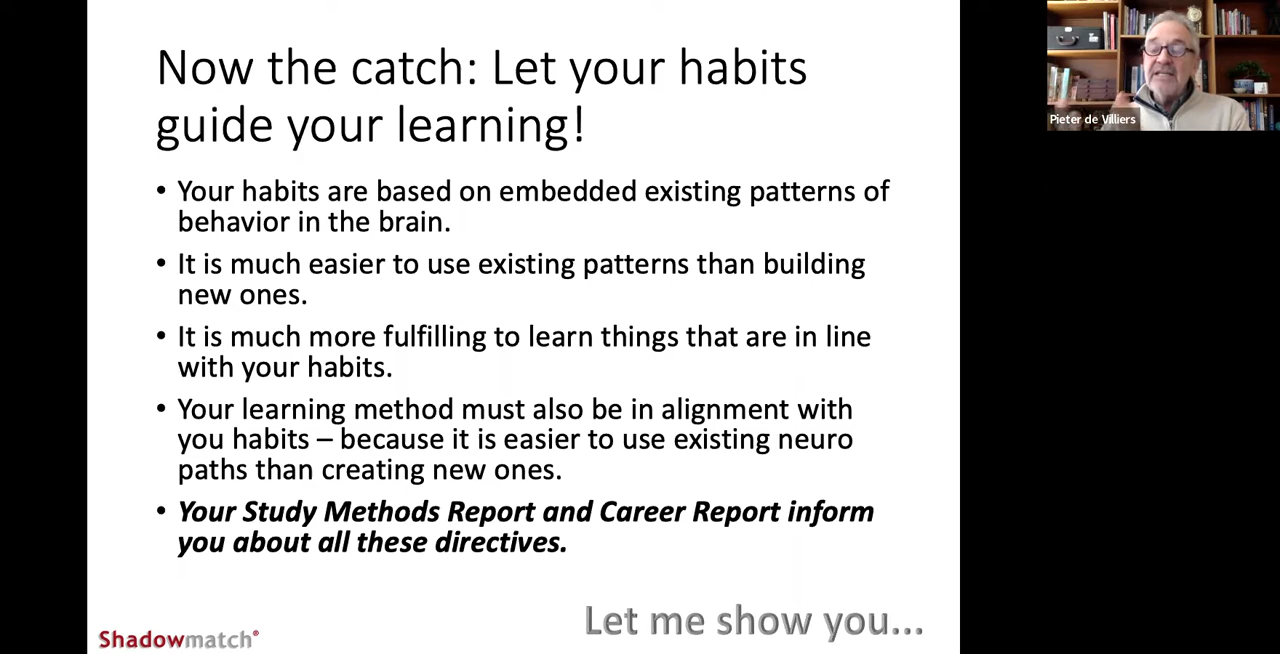 Now the catch: Let your habits
guide your learning!
• Your habits are based on embedded existing patterns of
behavior in the brain.
• It is much easier to use existing patterns than building
new ones.
• It is much more fulfilling to learn things that are in line
with your habits.
• Your learning method must also be in alignment with
you habits – because it is easier to use existing neuro
paths than creating new ones.
• Your Study Methods Report and Career Report inform
you about all these directives.
Let me show you...
Shadowmatch®
Pieter de Villiers